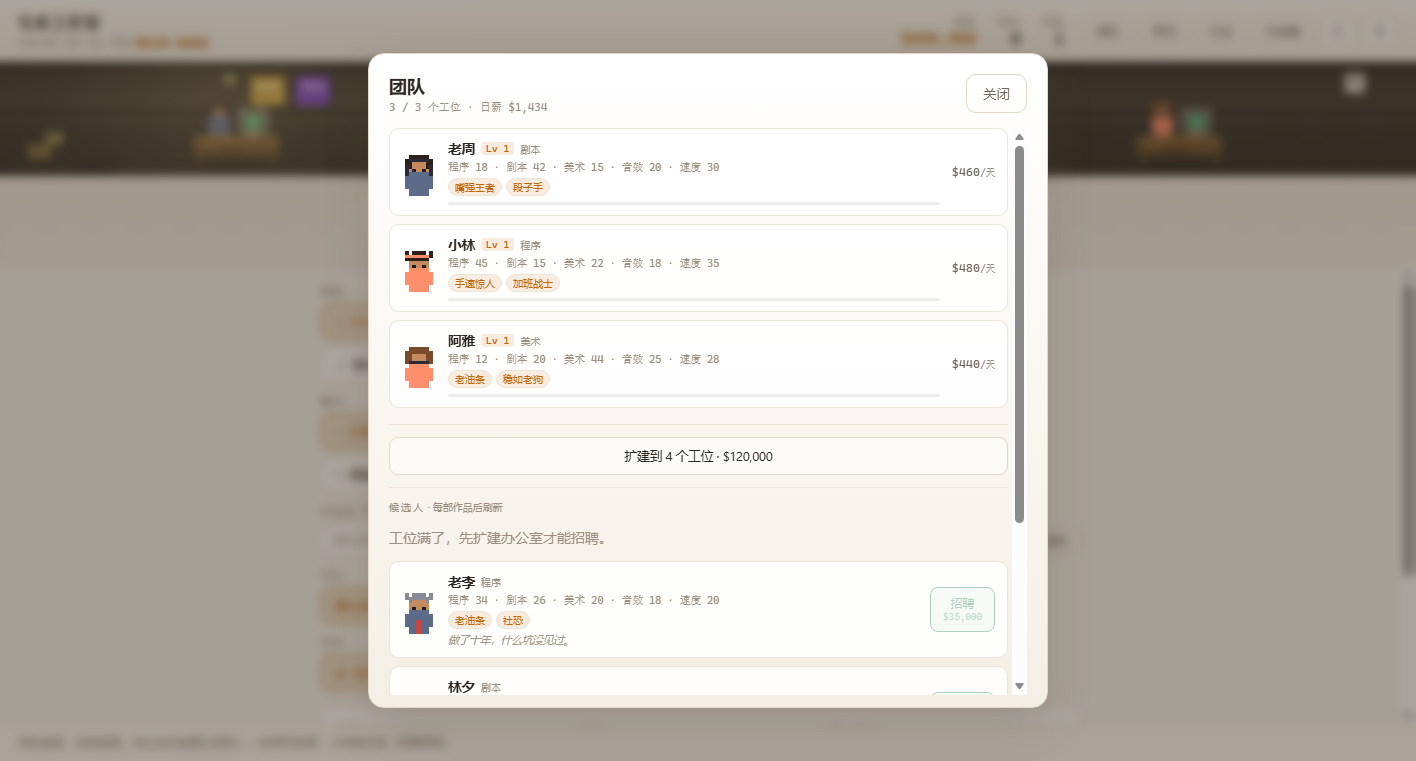 团队
关闭
3 / 3 个工位 · 日薪 $1,434
老周 Lv 1 剧本
程序 18 · 剧本 42 · 美术 15 · 音效 20 · 速度 30
$460/天
嘴强王者 段子手
小林 Lv 1 程序
程序 45 · 剧本 15 · 美术 22 · 音效 18 · 速度 35
$480/天
手速惊人 加班战士
阿雅 Lv 1 美术
程序 12 · 剧本 20 · 美术 44 · 音效 25 · 速度 28
$440/天
老油条 稳如老狗
扩建到 4 个工位 · $120,000
候选人 · 每部作品后刷新
工位满了，先扩建办公室才能招聘。
老李 程序
程序 34 · 剧本 26 · 美术 20 · 音效 18 · 速度 20
招聘
$35,000
老油条 社恐
做了十年，什么坑没见过。
林夕 剧本